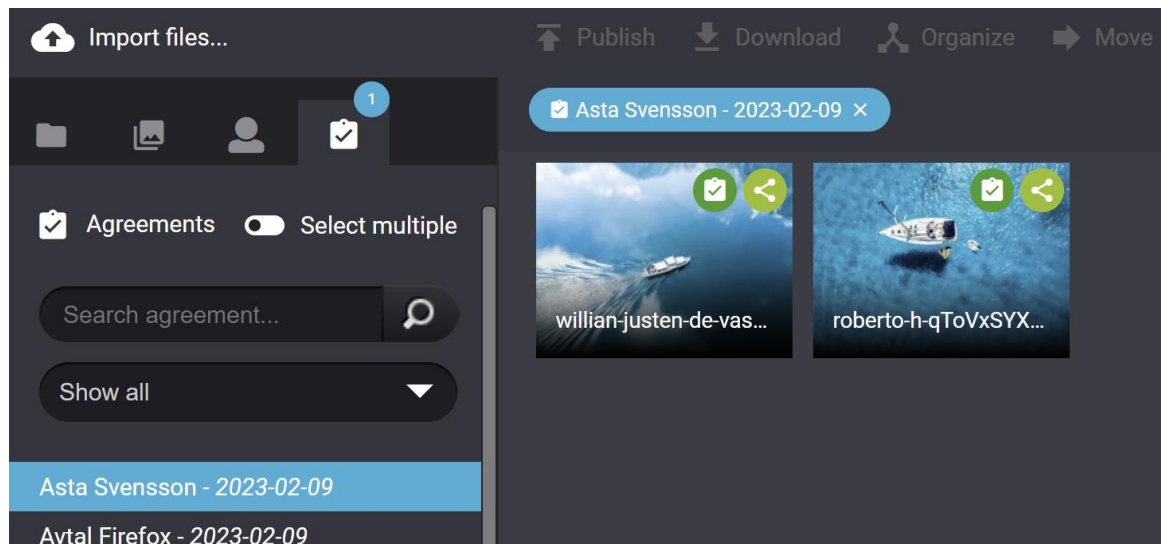 Import files...
Publish
Download
Organize
Move
1
Asta Svensson - 2023-02-09 ×
Agreements
Select multiple
Search agreement...
Show all
Asta Svensson - 2023-02-09
Avtal Firefox - 2023-02-09
willian-justen-de-vas...
roberto-h-qToVxSYX...